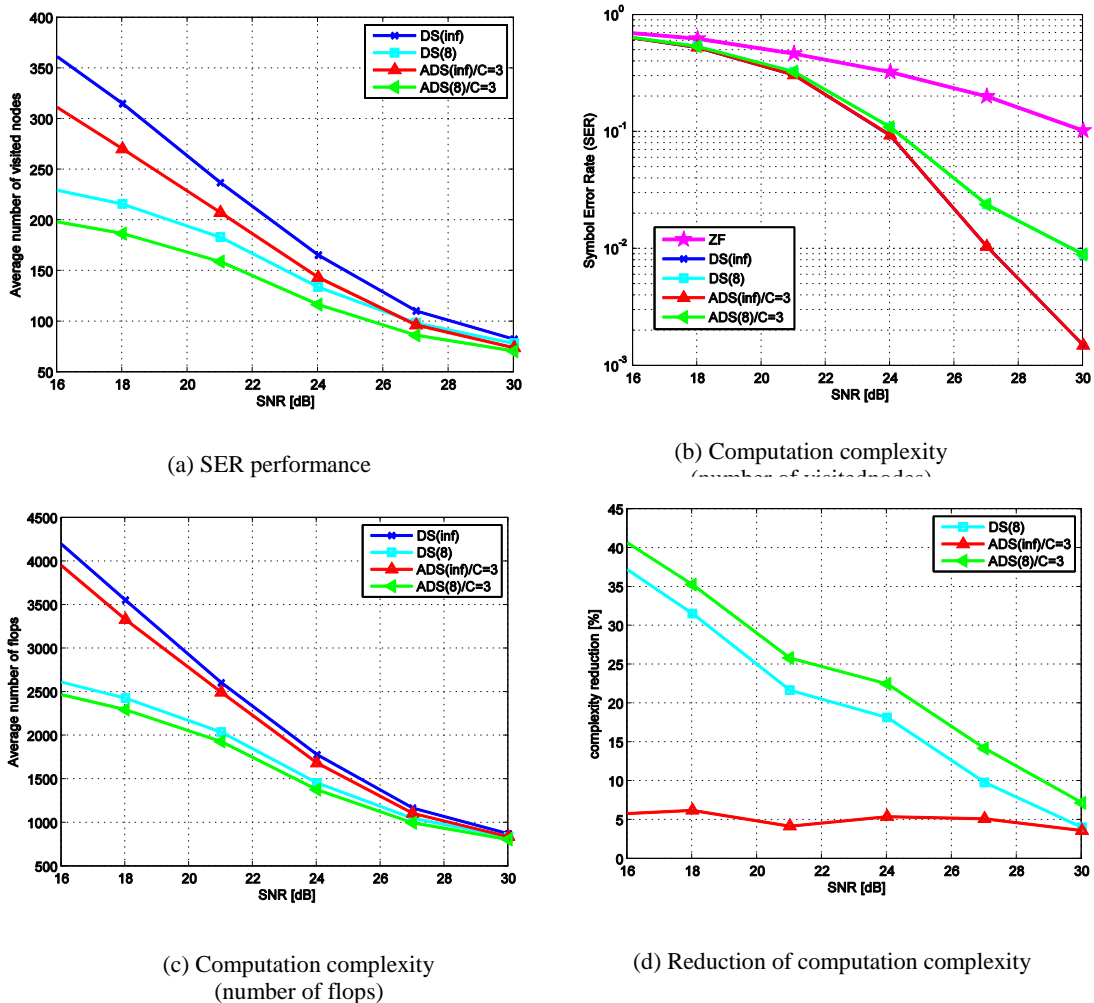 400
350
300
250
200
150
100
50
Average number of visited nodes
DS(inf)
DS(8)
ADS(inf)/C=3
ADS(8)/C=3
16 18 20 22 24 26 28 30
SNR [dB]
(a) SER performance
10^0
10^-1
10^-2
10^-3
Symbol Error Rate (SER)
ZF
DS(inf)
DS(8)
ADS(inf)/C=3
ADS(8)/C=3
16 18 20 22 24 26 28 30
SNR [dB]
(b) Computation complexity
(number of visitednodes)
4500
4000
3500
3000
2500
2000
1500
1000
500
Average number of flops
DS(inf)
DS(8)
ADS(inf)/C=3
ADS(8)/C=3
16 18 20 22 24 26 28 30
SNR [dB]
(c) Computation complexity
(number of flops)
45
40
35
30
25
20
15
10
5
0
complexity reduction [%]
DS(8)
ADS(inf)/C=3
ADS(8)/C=3
16 18 20 22 24 26 28 30
SNR [dB]
(d) Reduction of computation complexity